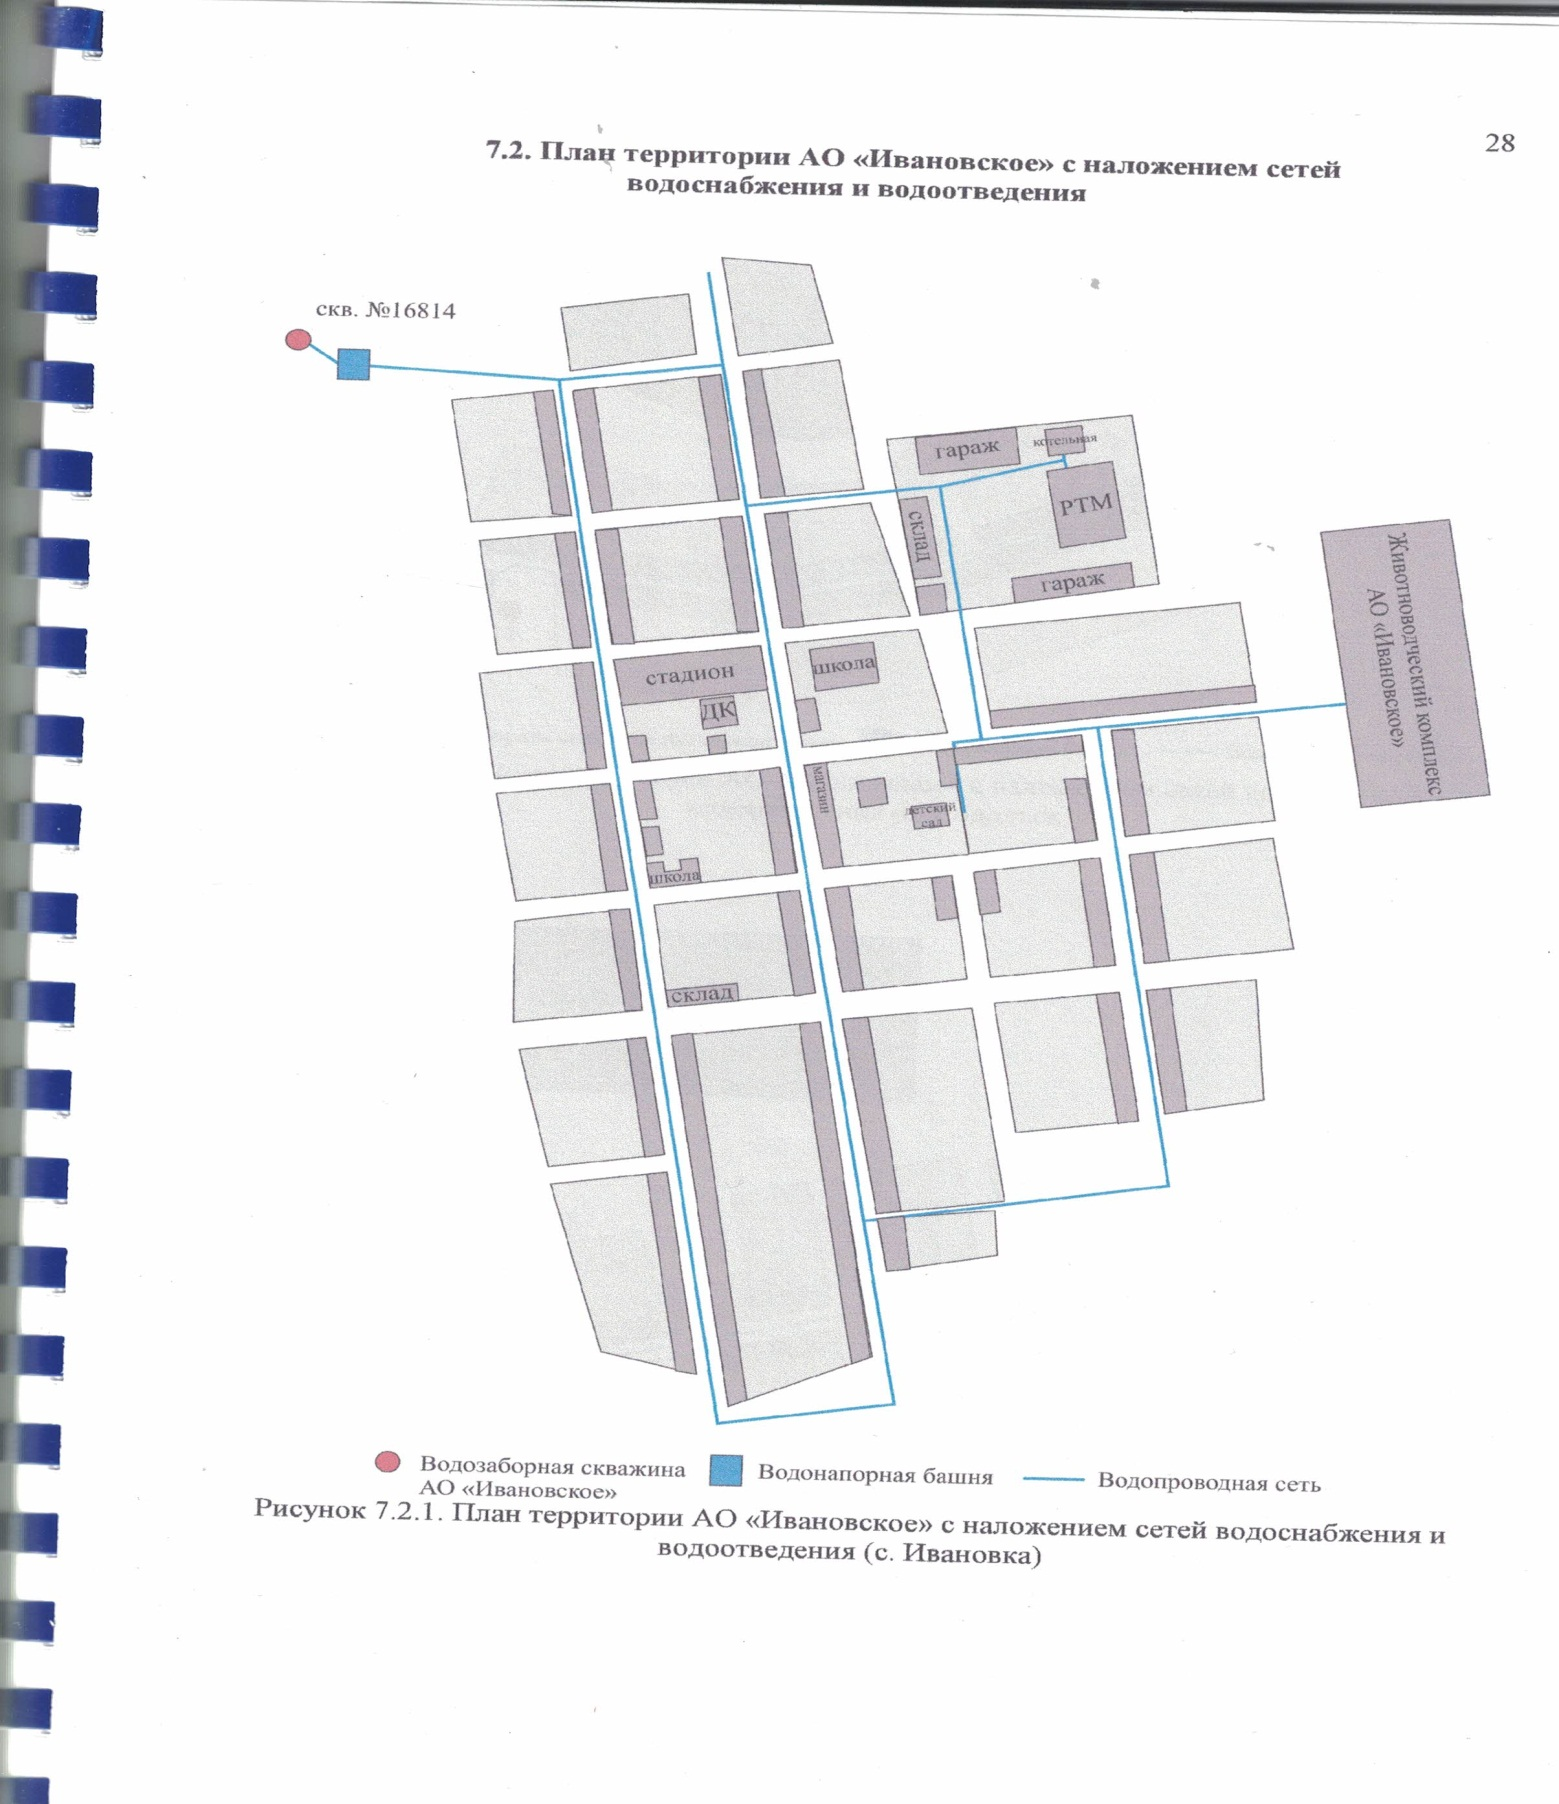 28
7.2. План территории АО «Ивановское» с наложением сетей
водоснабжения и водоотведения
скв. №16814
гараж
котельная
РТМ
склад
гараж
Животноводческий комплекс
АО «Ивановское»
стадион
ДК
школа
магазин
детский
сад
школа
склад
Водозаборная скважина
АО «Ивановское»
Водонапорная башня
Водопроводная сеть
Рисунок 7.2.1. План территории АО «Ивановское» с наложением сетей водоснабжения и
водоотведения (с. Ивановка)